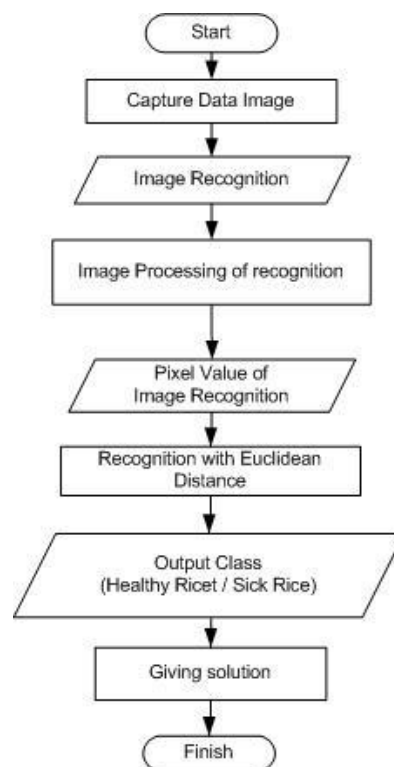 Start
Capture Data Image
Image Recognition
Image Processing of recognition
Pixel Value of
Image Recognition
Recognition with Euclidean
Distance
Output Class
(Healthy Ricet / Sick Rice)
Giving solution
Finish